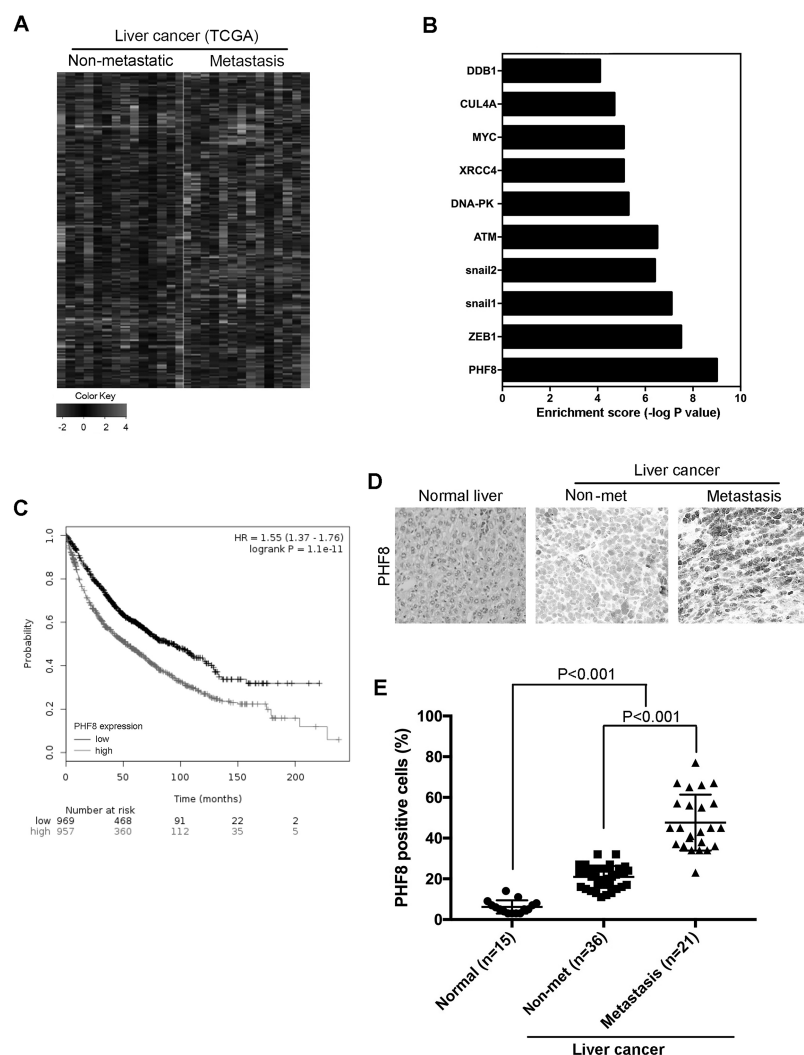 A
Liver cancer (TCGA)
Non-metastatic Metastasis
Color Key
-2 0 2 4
B
DDB1
CUL4A
MYC
XRCC4
DNA-PK
ATM
snail2
snail1
ZEB1
PHF8
0 2 4 6 8 10
Enrichment score (-log P value)
C
HR = 1.55 (1.37 - 1.76)
logrank P = 1.1e-11
Probability
1.0
0.8
0.6
0.4
0.2
0.0
PHF8 expression
low
high
0 50 100 150 200
Time (months)
Number at risk
low 969 468 91 22 2
high 957 360 112 35 5
D
Liver cancer
Normal liver Non-met Metastasis
PHF8
E
P<0.001
P<0.001
PHF8 positive cells (%)
100
80
60
40
20
0
Normal (n=15)
Non-met (n=36)
Metastasis (n=21)
Liver cancer